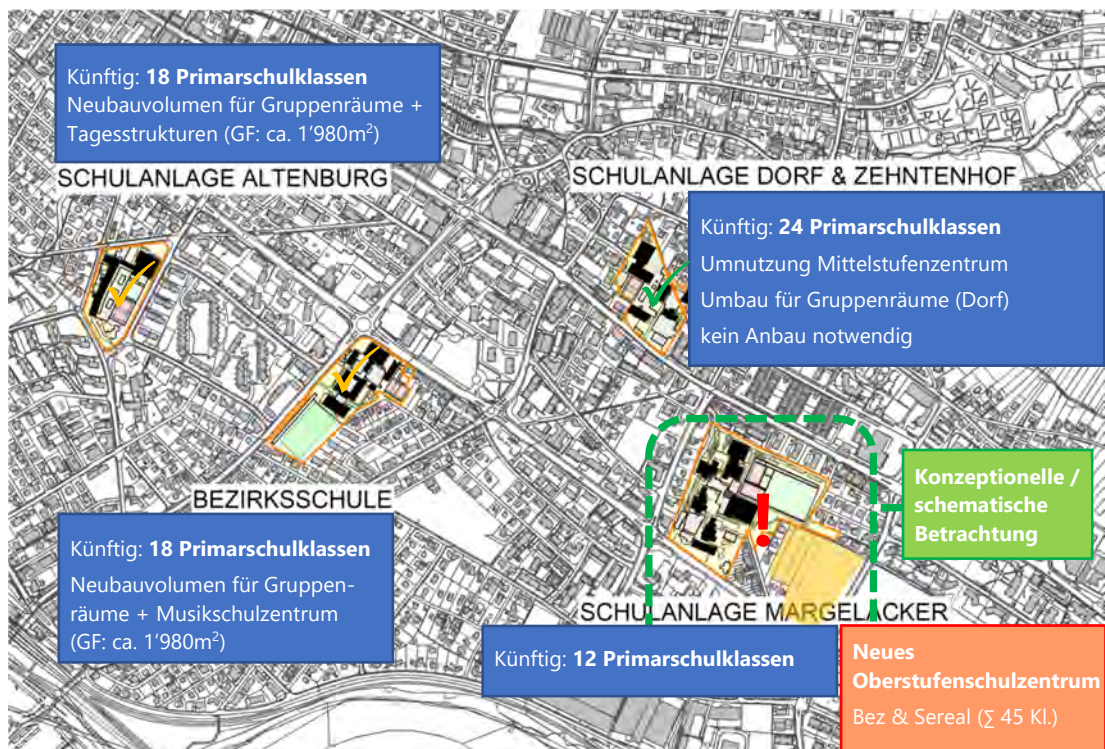 Künftig: 18 Primarschulklassen
Neubauvolumen für Gruppenräume +
Tagesstrukturen (GF: ca. 1'980m²)
SCHULANLAGE ALTENBURG
SCHULANLAGE DORF & ZEHNTENHOF
Künftig: 24 Primarschulklassen
Umnutzung Mittelstufenzentrum
Umbau für Gruppenräume (Dorf)
kein Anbau notwendig
BEZIRKSSCHULE
Künftig: 18 Primarschulklassen
Neubauvolumen für Gruppen-
räume + Musikschulzentrum
(GF: ca. 1'980m²)
!
Konzeptionelle /
schematische
Betrachtung
SCHULANLAGE MARGELÄCKER
Künftig: 12 Primarschulklassen
Neues
Oberstufenschulzentrum
Bez & Sereal (∑ 45 Kl.)